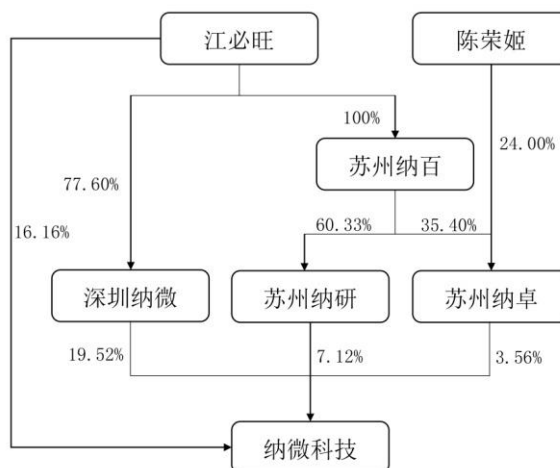 江必旺
陈荣姬
100%
24.00%
苏州纳百
77.60%
16.16%
60.33%
35.40%
深圳纳微
苏州纳研
苏州纳卓
19.52%
7.12%
3.56%
纳微科技